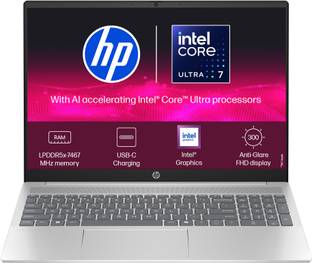 hp
intel
CORE
ULTRA 7
With AI accelerating Intel® Core™ Ultra processors
RAM
LPDDR5x-7467
MHz memory
USB-C
Charging
intel
Intel®
Graphics
300
Anti-Glare
FHD display
hp